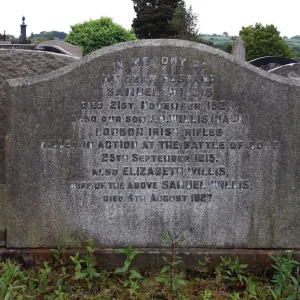 IN MEMORY OF
MY DEAR HUSBAND
SAMUEL WILLIS
DIED 21ST NOVEMBER
ALSO OUR SON WILLIS
LONDON IRISH RIFLES
KILLED IN ACTION AT THE BATTLE OF LOOS
25TH SEPTEMBER 1915.
ALSO ELIZABETH WILLIS,
WIFE OF THE ABOVE SAMUEL WILLIS,
DIED 4TH AUGUST 1927.